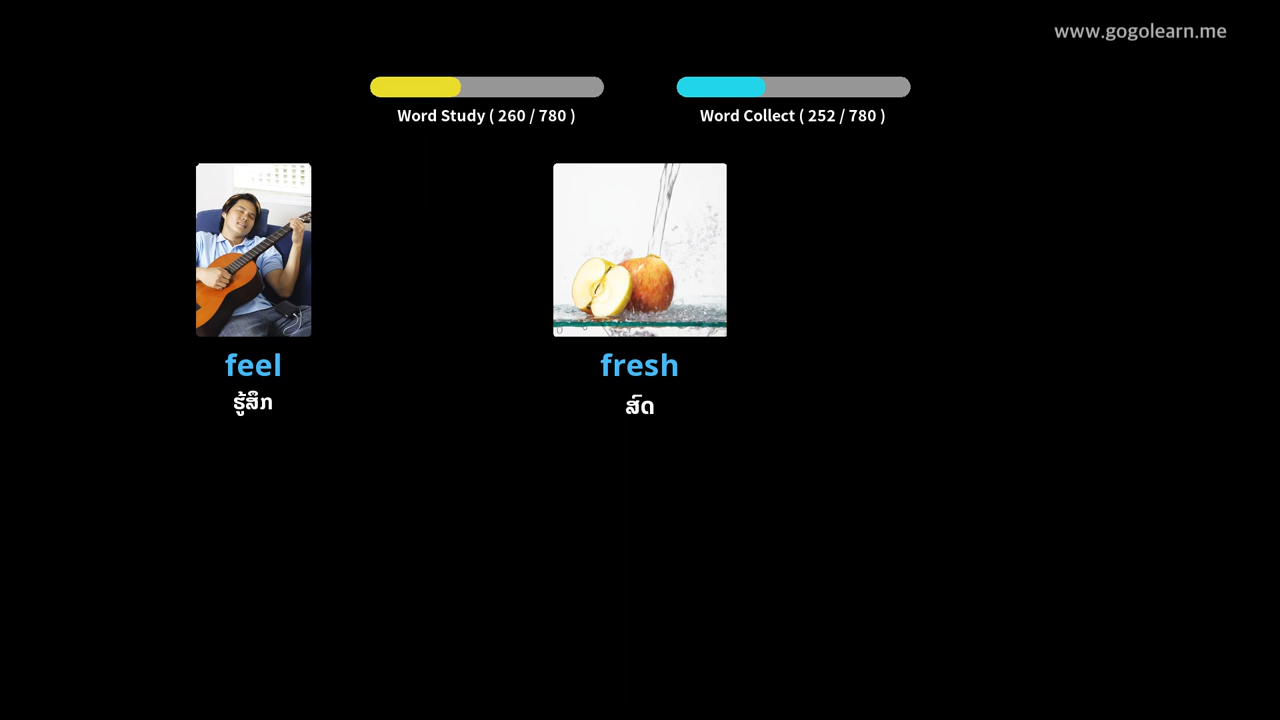 www.gogolearn.me
Word Study ( 260 / 780 )
Word Collect ( 252 / 780 )
feel
ຮູ້ສຶກ
fresh
ສົດ